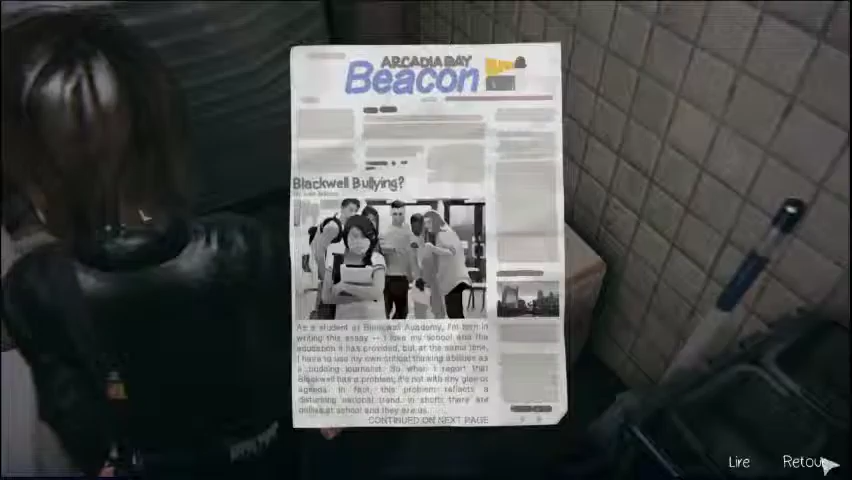 ARCADIA BAY
Beacon
Blackwell Bullying?
As a student at Blackwell Academy, I'm torn in
writing this essay -- I love my school and the
education it has provided, but at the same time,
I have to use my own critical thinking abilities as
a budding journalist. So when I report that
Blackwell has a problem, it's not with any glee or
agenda. In fact, this problem reflects a
disturbing national trend. In short: there are
bullies at school and they are us.
CONTINUED ON NEXT PAGE
Lire Retour